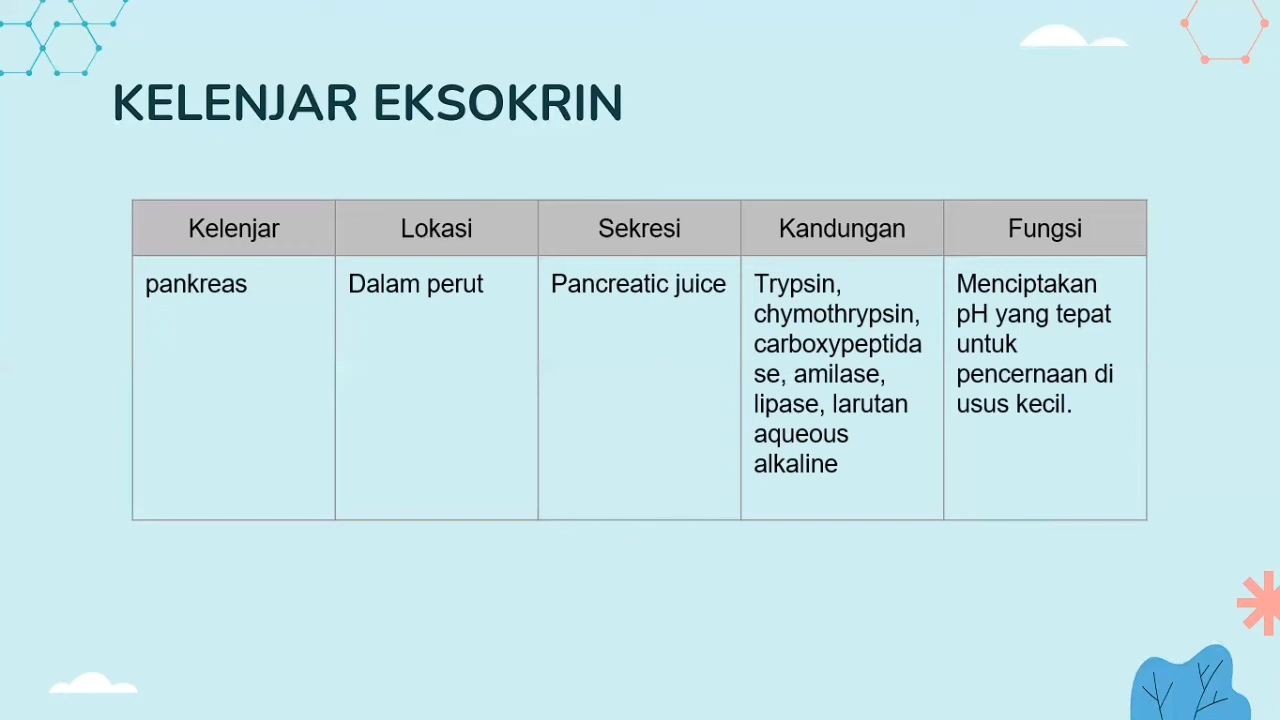 KELENJAR EKSOKRIN
Kelenjar Lokasi Sekresi Kandungan Fungsi
pankreas
Dalam perut
Pancreatic juice
Trypsin,
chymothrypsin,
carboxypeptida
se, amilase,
lipase, larutan
aqueous
alkaline
Menciptakan
pH yang tepat
untuk
pencernaan di
usus kecil.